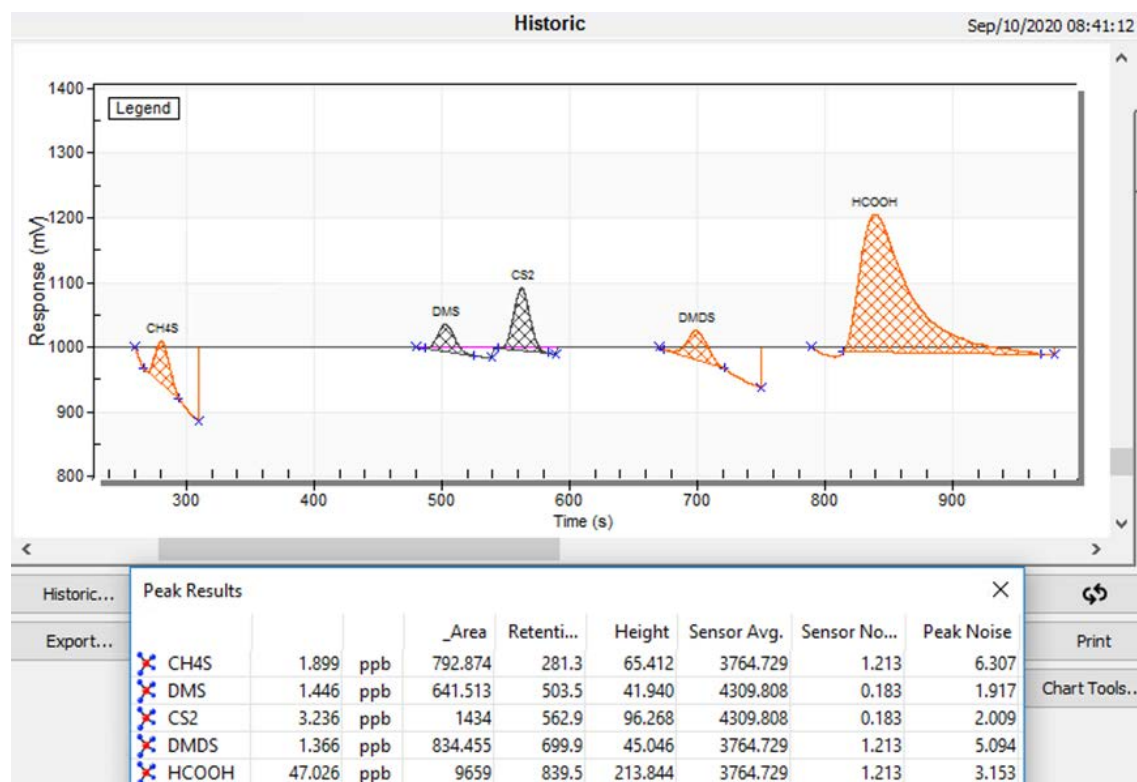 Historic
Sep/10/2020 08:41:12
1400
Legend
1300
1200
1100
1000
900
800
Response (mV)
CH4S
DMS
CS2
DMDS
HCOOH
300 400 500 600 700 800 900
Time (s)
Historic...
Export...
Peak Results
Print
Chart Tools..
_Area Retenti... Height Sensor Avg. Sensor No... Peak Noise
CH4S 1.899 ppb 792.874 281.3 65.412 3764.729 1.213 6.307
DMS 1.446 ppb 641.513 503.5 41.940 4309.808 0.183 1.917
CS2 3.236 ppb 1434 562.9 96.268 4309.808 0.183 2.009
DMDS 1.366 ppb 834.455 699.9 45.046 3764.729 1.213 5.094
HCOOH 47.026 ppb 9659 839.5 213.844 3764.729 1.213 3.153